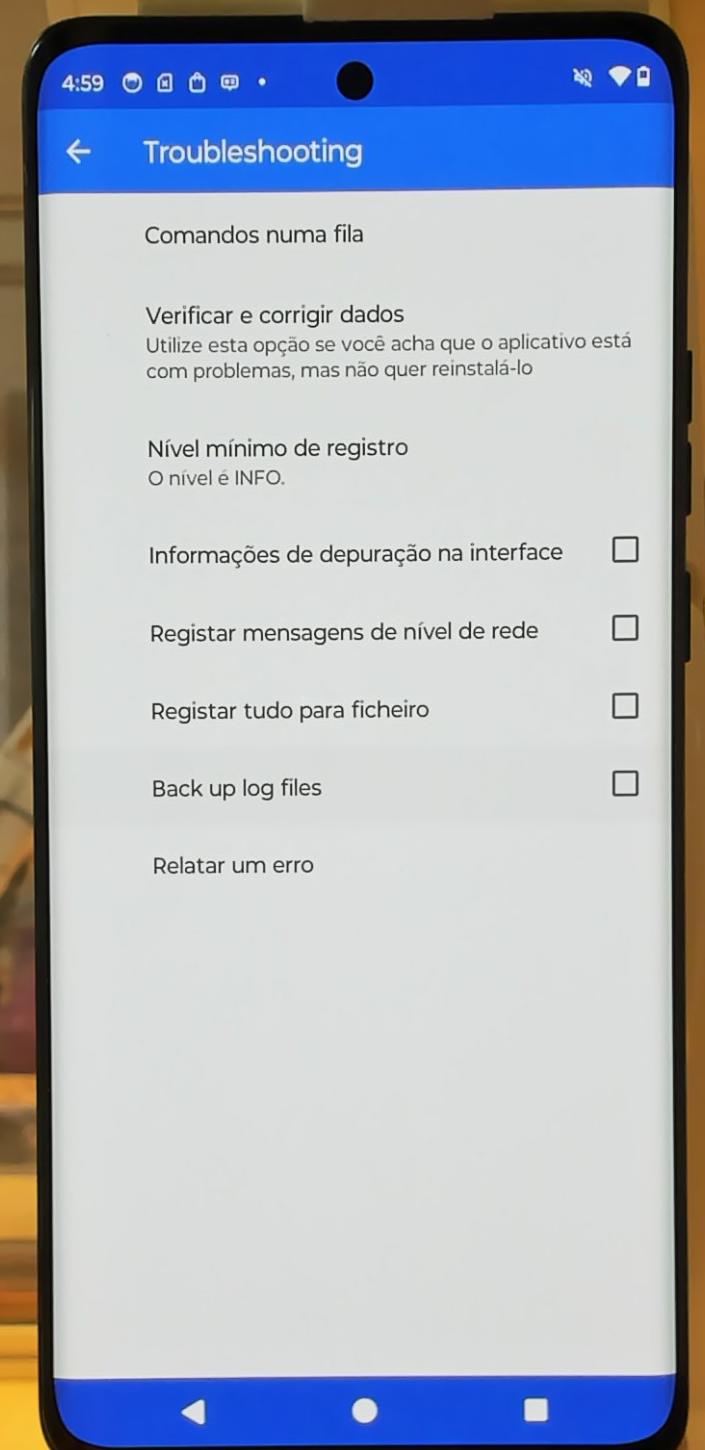 4:59
Troubleshooting
Comandos numa fila
Verificar e corrigir dados
Utilize esta opção se você acha que o aplicativo está
com problemas, mas não quer reinstalá-lo
Nível mínimo de registro
O nível é INFO.
Informações de depuração na interface
Registar mensagens de nível de rede
Registar tudo para ficheiro
Back up log files
Relatar um erro